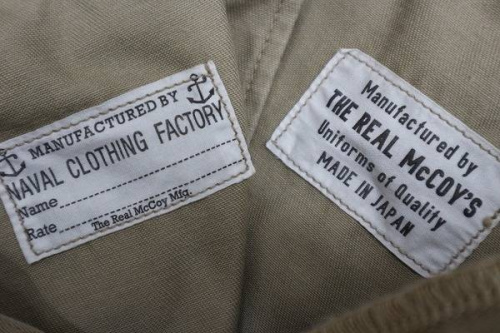 MANUFACTURED BY
NAVAL CLOTHING FACTORY
Name
Rate
The Real McCoy Mfg.
Manufactured by
THE REAL McCOY'S
Uniforms of Quality
MADE IN JAPAN